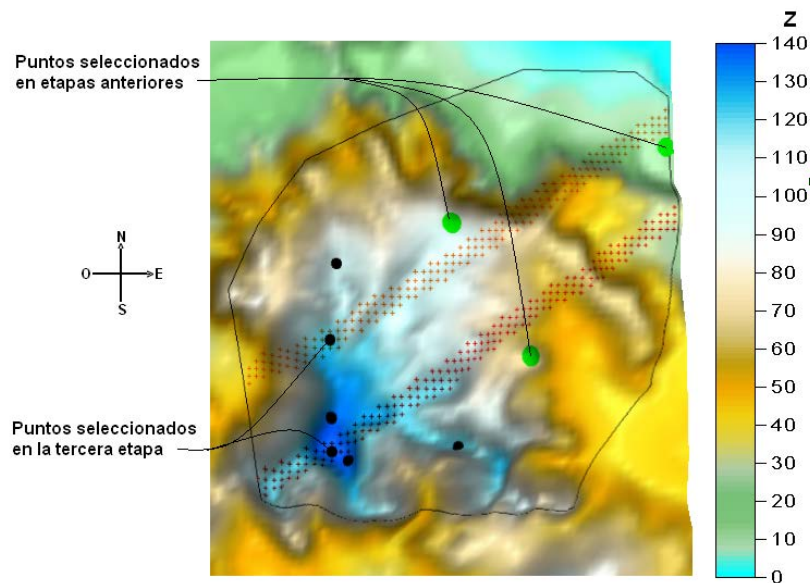 Puntos seleccionados
en etapas anteriores
Z
140
130
120
110
100
90
80
70
60
50
40
30
20
10
0
N
O
E
S
Puntos seleccionados
en la tercera etapa